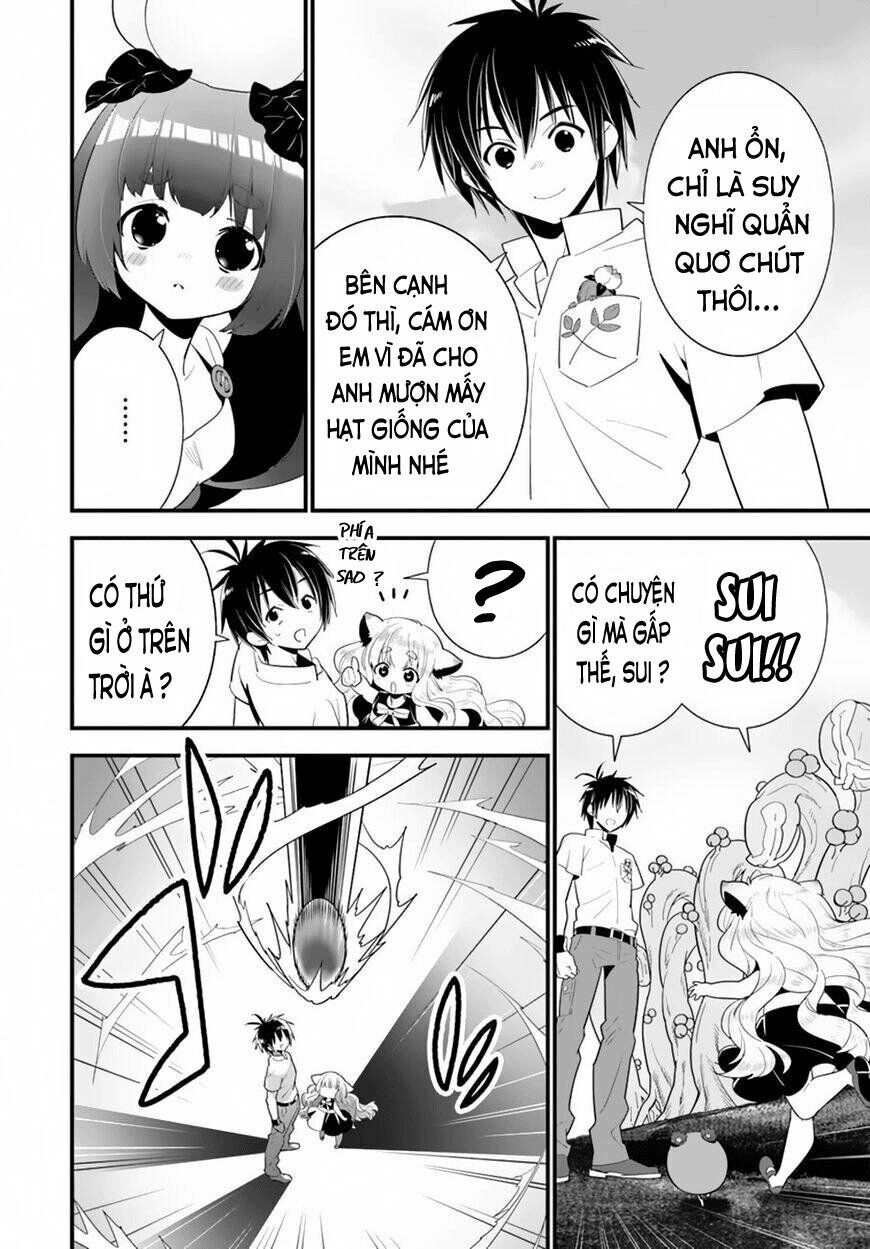 ANH ỔN,
CHỈ LÀ SUY
NGHĨ QUẨN
QUƠ CHÚT
THÔI...
BÊN CẠNH
ĐÓ THÌ, CÁM ƠN
EM VÌ ĐÃ CHO
ANH MƯỢN MẤY
HẠT GIỐNG CỦA
MÌNH NHÉ
......
SUI
SUI!!
CÓ CHUYỆN
GÌ MÀ GẤP
THẾ, SUI ?
?
PHÍA
TRÊN
SAO ?
CÓ THỨ
GÌ Ở TRÊN
TRỜI À ?